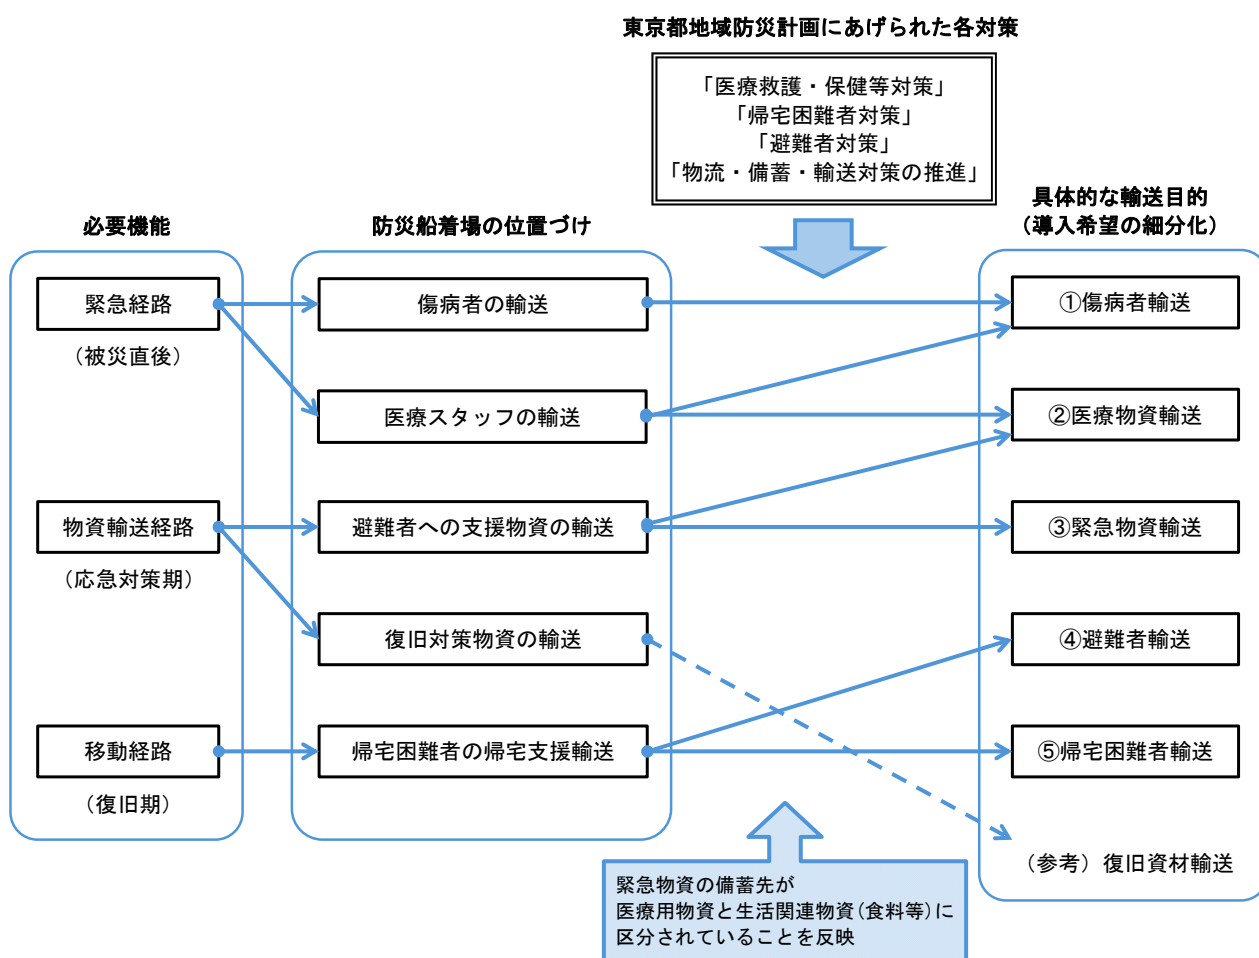 東京都地域防災計画にあげられた各対策
「医療救護・保健等対策」
「帰宅困難者対策」
「避難者対策」
「物流・備蓄・輸送対策の推進」
必要機能
防災船着場の位置づけ
具体的な輸送目的
（導入希望の細分化）
緊急経路
（被災直後）
物資輸送経路
（応急対策期）
移動経路
（復旧期）
傷病者の輸送
医療スタッフの輸送
避難者への支援物資の輸送
復旧対策物資の輸送
帰宅困難者の帰宅支援輸送
①傷病者輸送
②医療物資輸送
③緊急物資輸送
④避難者輸送
⑤帰宅困難者輸送
（参考）復旧資材輸送
緊急物資の備蓄先が
医療用物資と生活関連物資（食料等）に
区分されていることを反映